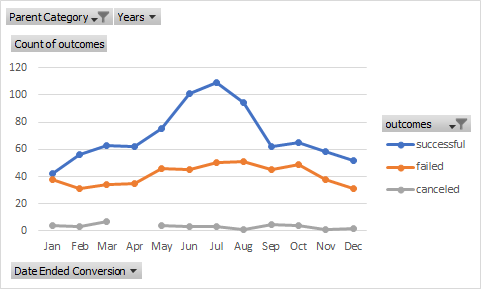 Parent Category Years
Count of outcomes
120
100
80
60
40
20
0
Jan Feb Mar Apr May Jun Jul Aug Sep Oct Nov Dec
outcomes
successful
failed
canceled
Date Ended Conversion